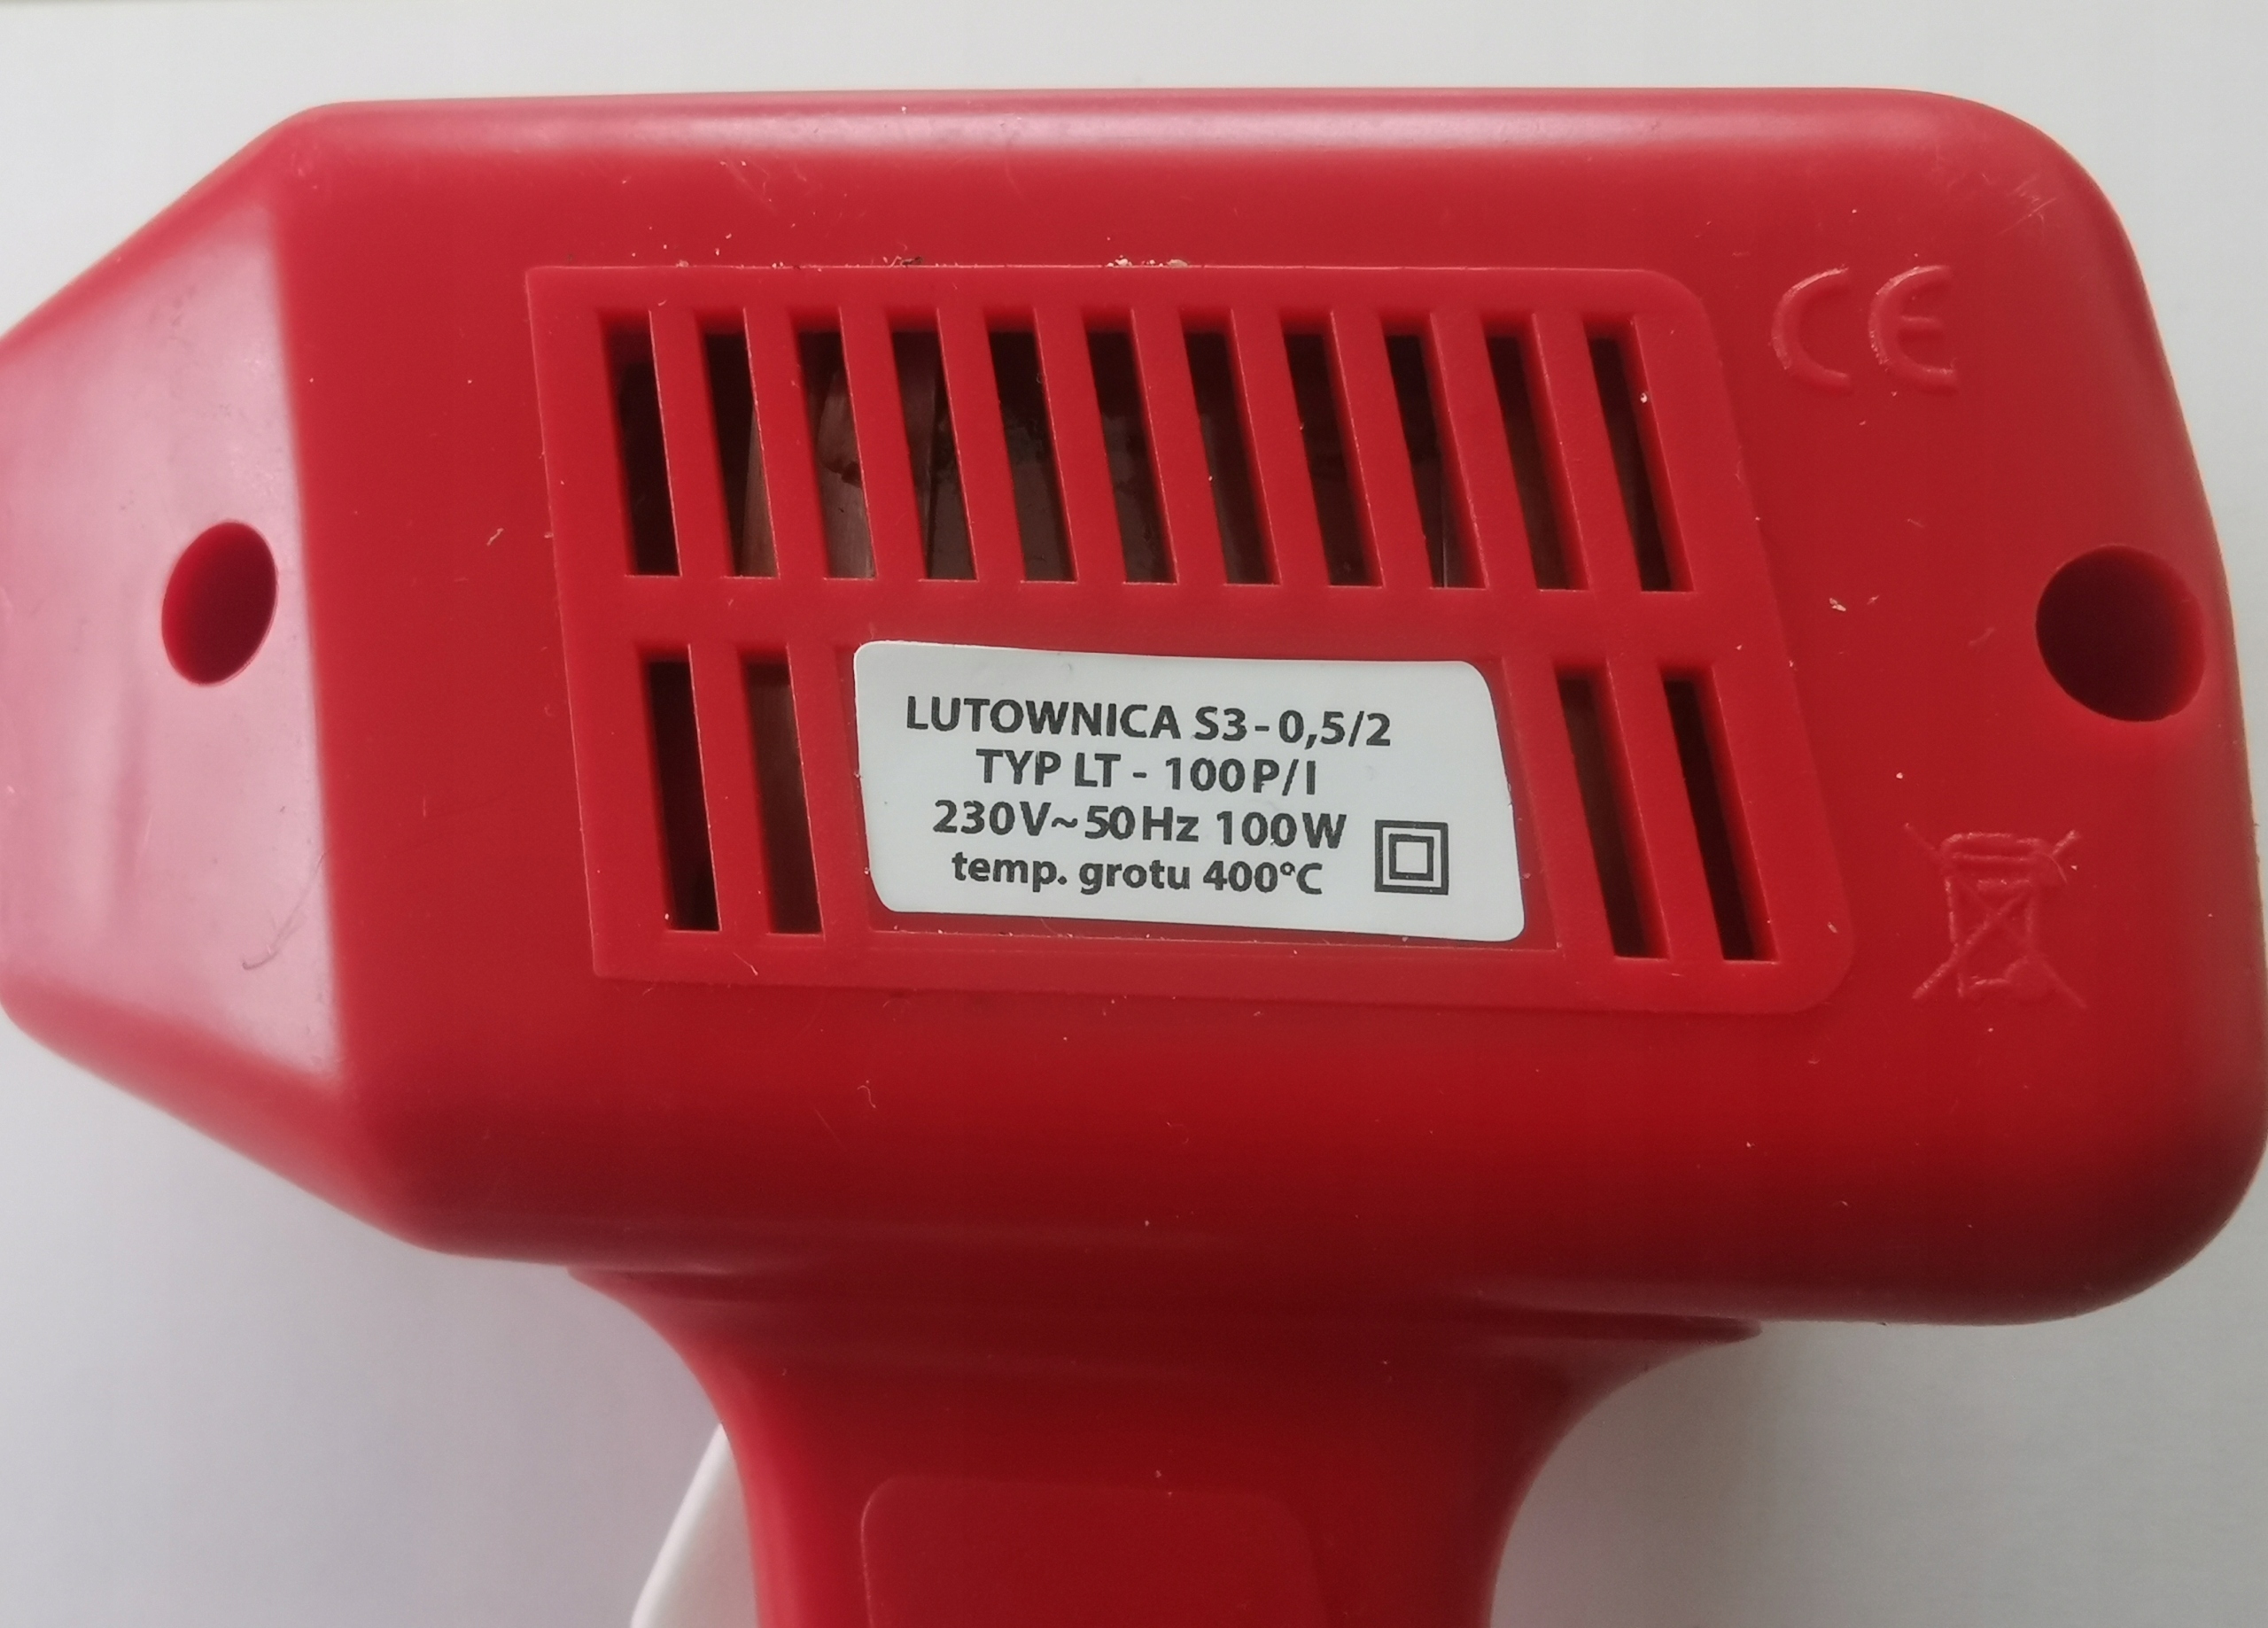 CE
LUTOWNICA S3-0,5/2
TYP LT - 100P/I
230V~50Hz 100W
temp. grotu 400°C